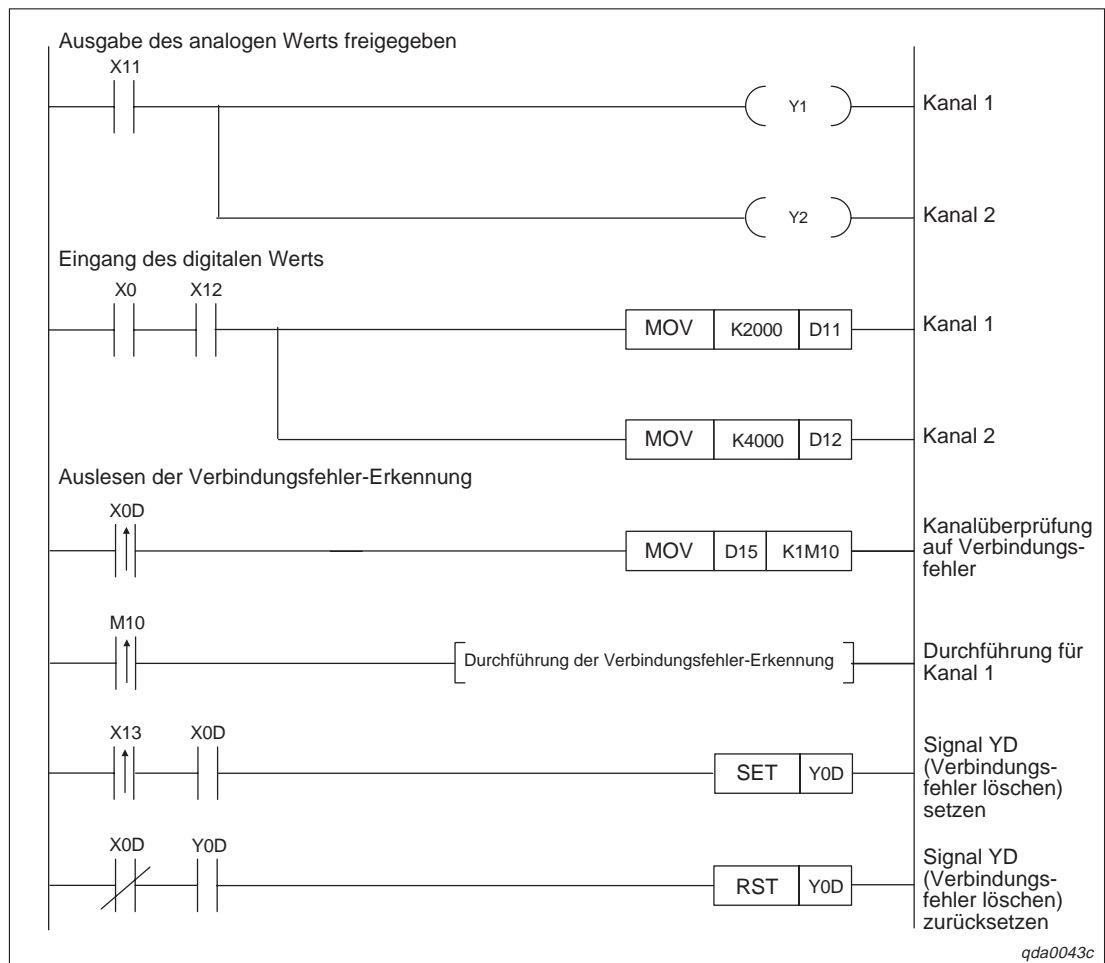 Ausgabe des analogen Werts freigegeben
X11
Y1
Kanal 1
Y2
Kanal 2
Eingang des digitalen Werts
X0 X12
MOV K2000 D11
Kanal 1
MOV K4000 D12
Kanal 2
Auslesen der Verbindungsfehler-Erkennung
X0D
MOV D15 K1M10
Kanalüberprüfung
auf Verbindungs-
fehler
M10
Durchführung der Verbindungsfehler-Erkennung
Durchführung für
Kanal 1
X13 X0D
SET Y0D
Signal YD
(Verbindungs-
fehler löschen)
setzen
X0D Y0D
RST Y0D
Signal YD
(Verbindungs-
fehler löschen)
zurücksetzen
qda0043c